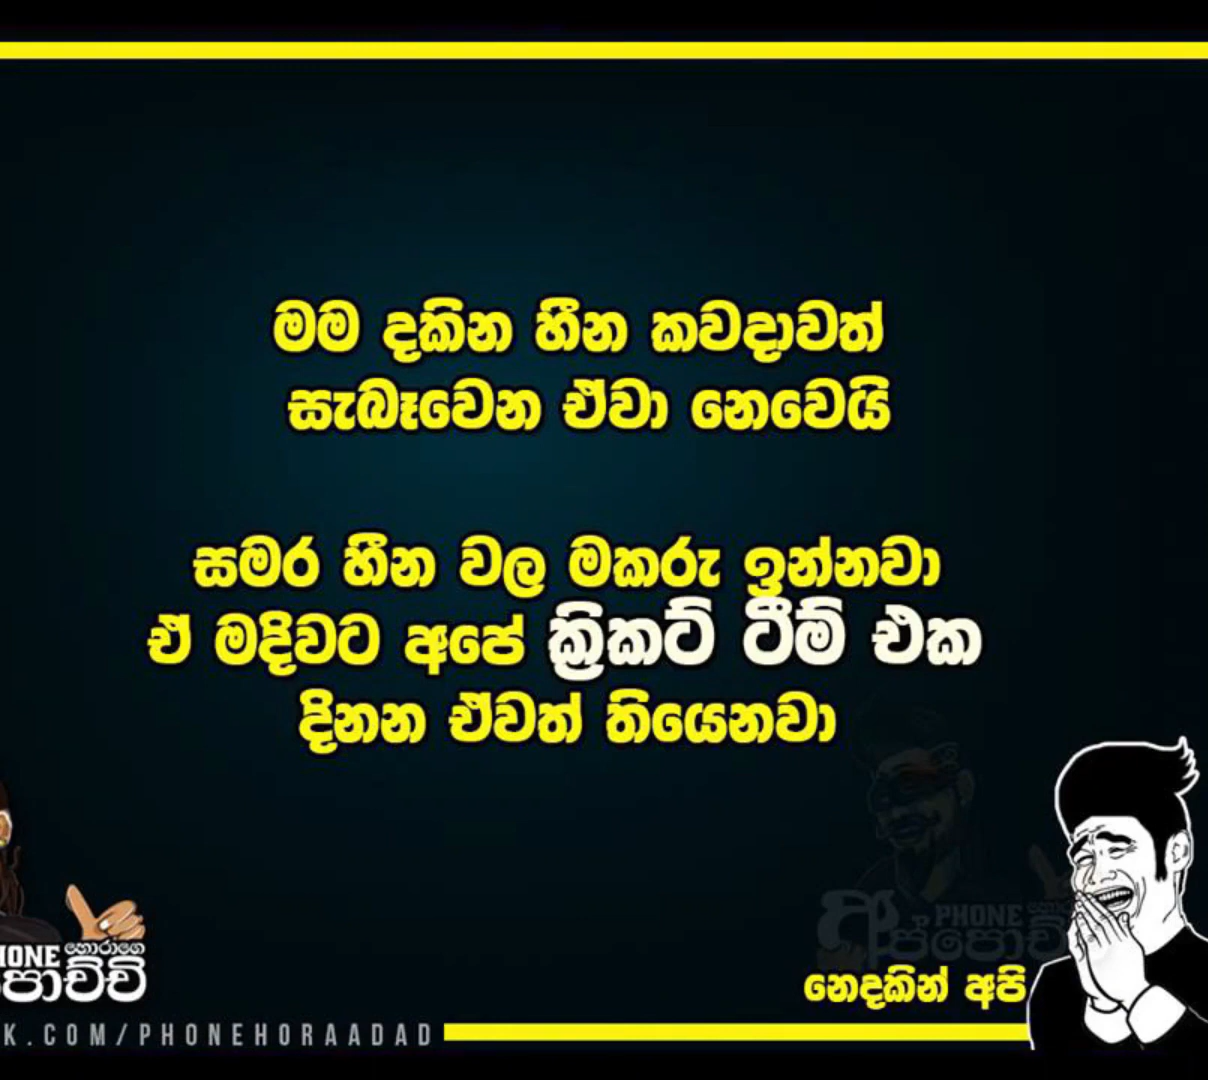 මම දකින හීන කවදාවත්
සැබෑවෙන ඒවා නෙවෙයි
සමර හීන වල මකරු ඉන්නවා
ඒ මදිවට අපේ ක්‍රිකට් ටීම් එක
දිනන ඒවත් තියෙනවා
PHONE
නෙදකින් අපි
හොරාගෙ
K.COM/PHONEHORAADAD